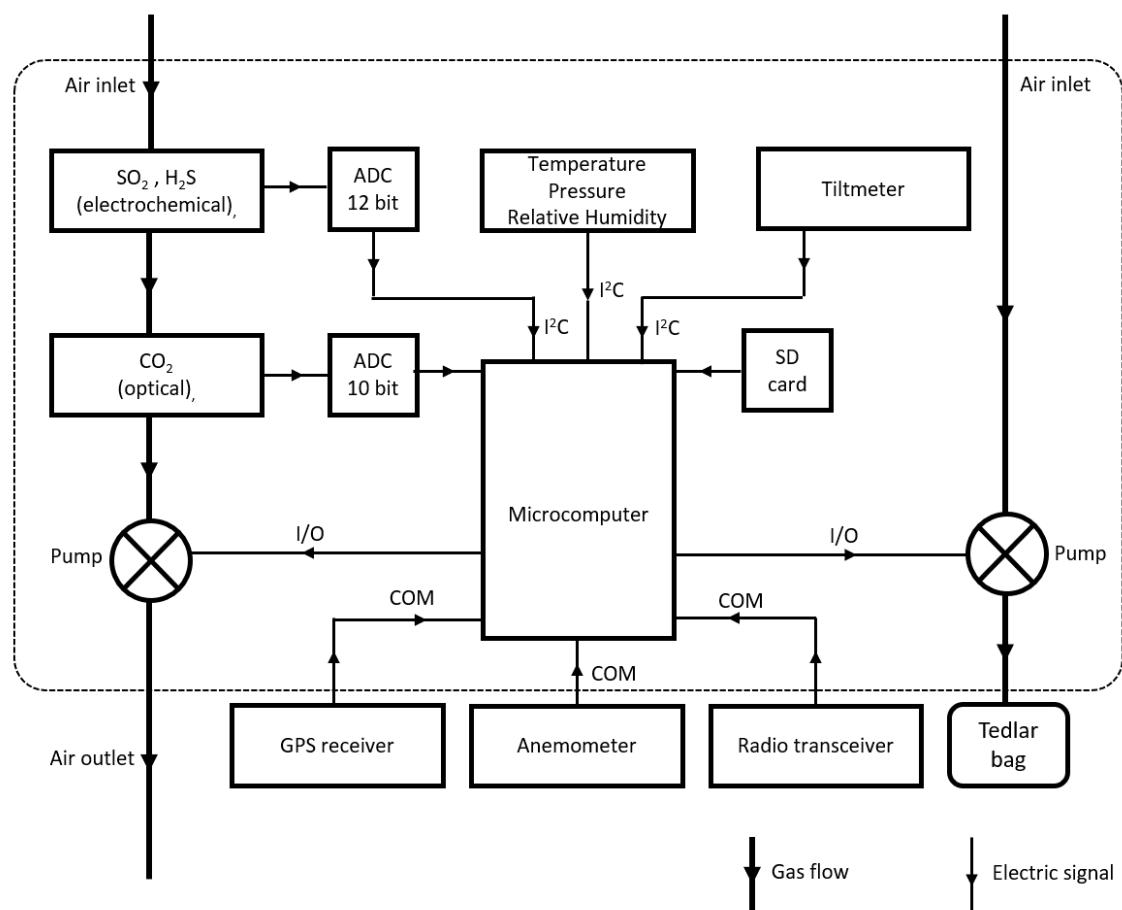 Air inlet
Air inlet
SO₂ , H₂S
(electrochemical),
ADC
12 bit
Temperature
Pressure
Relative Humidity
Tiltmeter
I²C
I²C
I²C
CO₂
(optical),
ADC
10 bit
SD
card
Microcomputer
I/O
I/O
Pump
Pump
COM
COM
COM
GPS receiver
Anemometer
Radio transceiver
Tedlar
bag
Air outlet
Gas flow
Electric signal